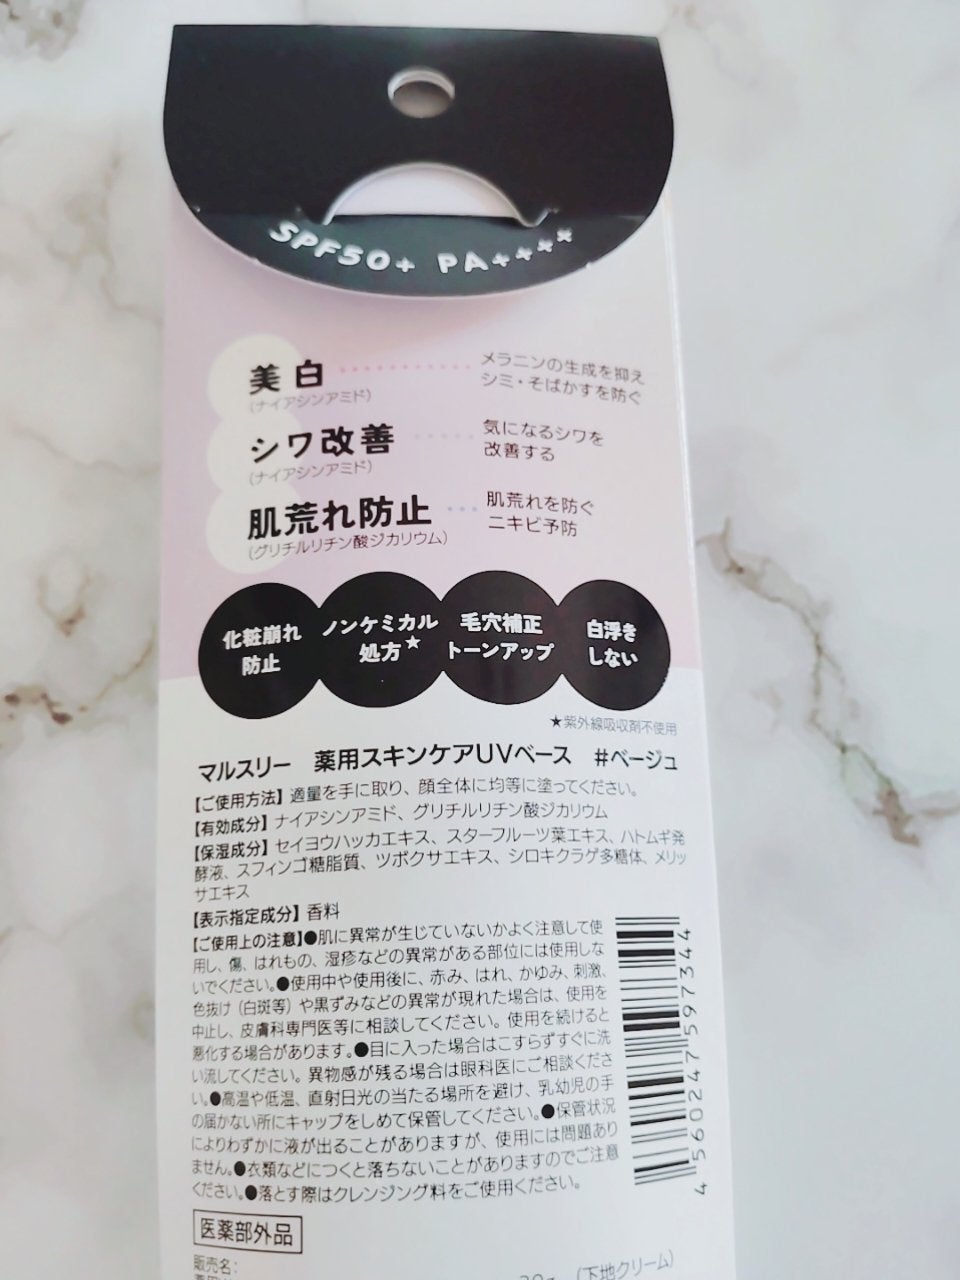 SPF50+ PA++++
美白
(ナイアシンアミド)
メラニンの生成を抑え
シミ・そばかすを防ぐ
シワ改善
(ナイアシンアミド)
気になるシワを
改善する
肌荒れ防止
(グリチルリチン酸ジカリウム)
肌荒れを防ぐ
ニキビ予防
化粧崩れ
防止
ノンケミカル
処方★
毛穴補正
トーンアップ
白浮き
しない
★紫外線吸収剤不使用
マルスリー 薬用スキンケアUVベース #ベージュ
【ご使用方法】適量を手に取り、顔全体に均等に塗ってください。
【有効成分】ナイアシンアミド、グリチルリチン酸ジカリウム
【保湿成分】セイヨウハッカエキス、スターフルーツ葉エキス、ハトムギ発
酵液、スフィンゴ糖脂質、ツボクサエキス、シロキクラゲ多糖体、メリッ
サエキス
【表示指定成分】香料
【ご使用上の注意】●肌に異常が生じていないかよく注意して使
用し、傷、はれもの、湿疹などの異常がある部位には使用しな
いでください。●使用中や使用後に、赤み、はれ、かゆみ、刺激、
色抜け（白斑等）や黒ずみなどの異常が現れた場合は、使用を
中止し、皮膚科専門医等に相談してください。使用を続けると
悪化する場合があります。●目に入った場合はこすらずすぐに洗
い流してください。異物感が残る場合は眼科医にご相談くださ
い。●高温や低温、直射日光の当たる場所を避け、乳幼児の手
の届かない所にキャップをしめて保管してください。●保管状況
によりわずかに液が出ることがありますが、使用には問題あり
ません。●衣類などにつくと落ちないことがありますのでご注意
ください。●落とす際はクレンジング料をご使用ください。
4560247597344
医薬部外品
販売名:
(下地クリーム)